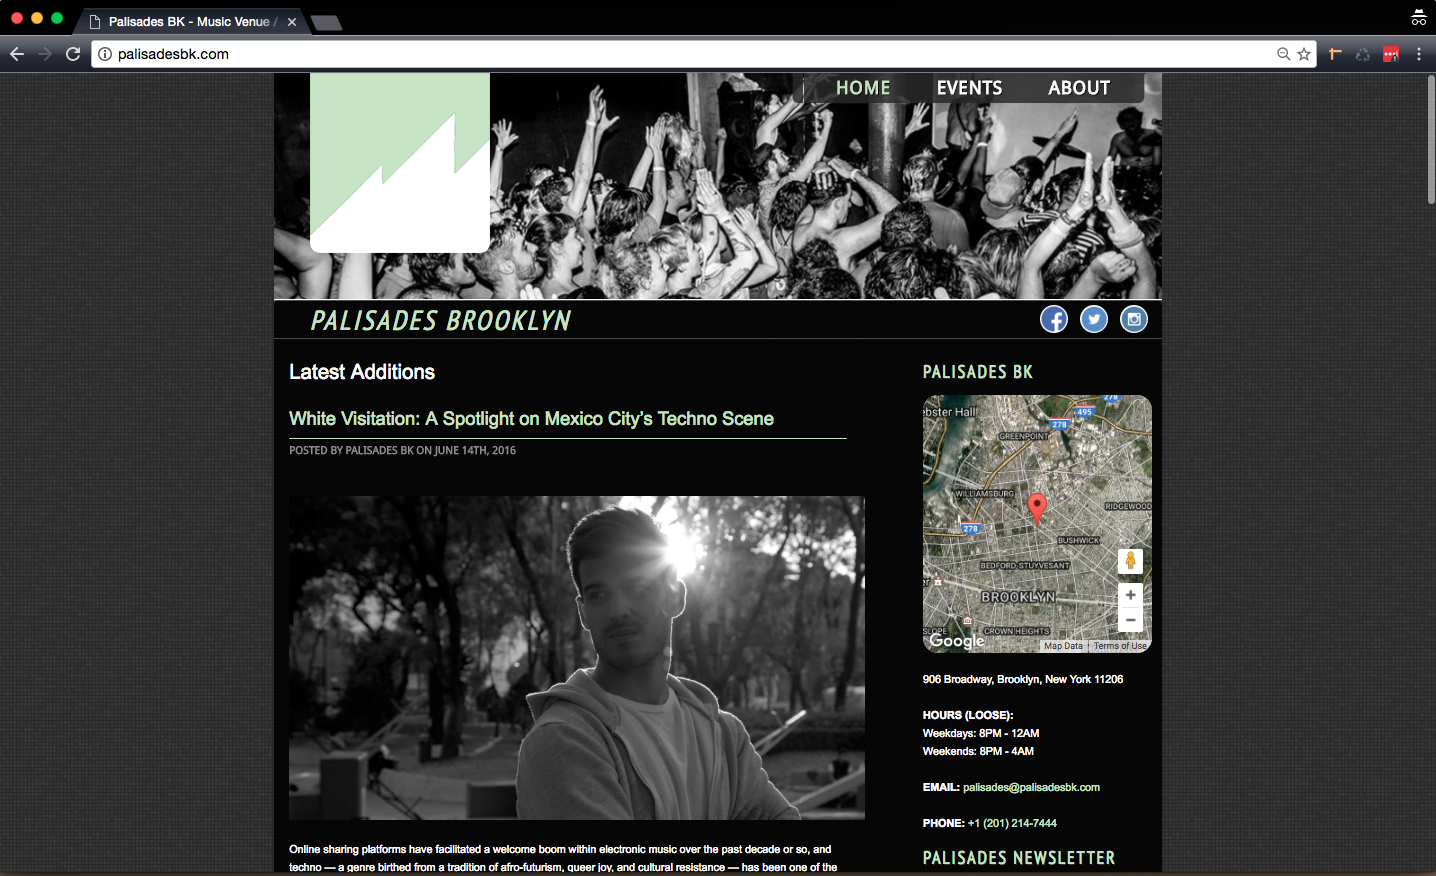 Palisades BK - Music Venue /
palisadesbk.com
HOME EVENTS ABOUT
PALISADES BROOKLYN
Latest Additions
White Visitation: A Spotlight on Mexico City's Techno Scene
POSTED BY PALISADES BK ON JUNE 14TH, 2016
Online sharing platforms have facilitated a welcome boom within electronic music over the past decade or so, and
techno — a genre birthed from a tradition of afro-futurism, queer joy, and cultural resistance — has been one of the
PALISADES BK
ebster Hall
278
495
278
GREENPOINT
WILLIAMSBURG
RIDGEWOOD
278
BUSHWICK
BEDFORD-STUYVESANT
BROOKLYN
SLOPE
CROWN HEIGHTS
Google
Map Data
Terms of Use
906 Broadway, Brooklyn, New York 11206
HOURS (LOOSE):
Weekdays: 8PM - 12AM
Weekends: 8PM - 4AM
EMAIL: palisades@palisadesbk.com
PHONE: +1 (201) 214-7444
PALISADES NEWSLETTER